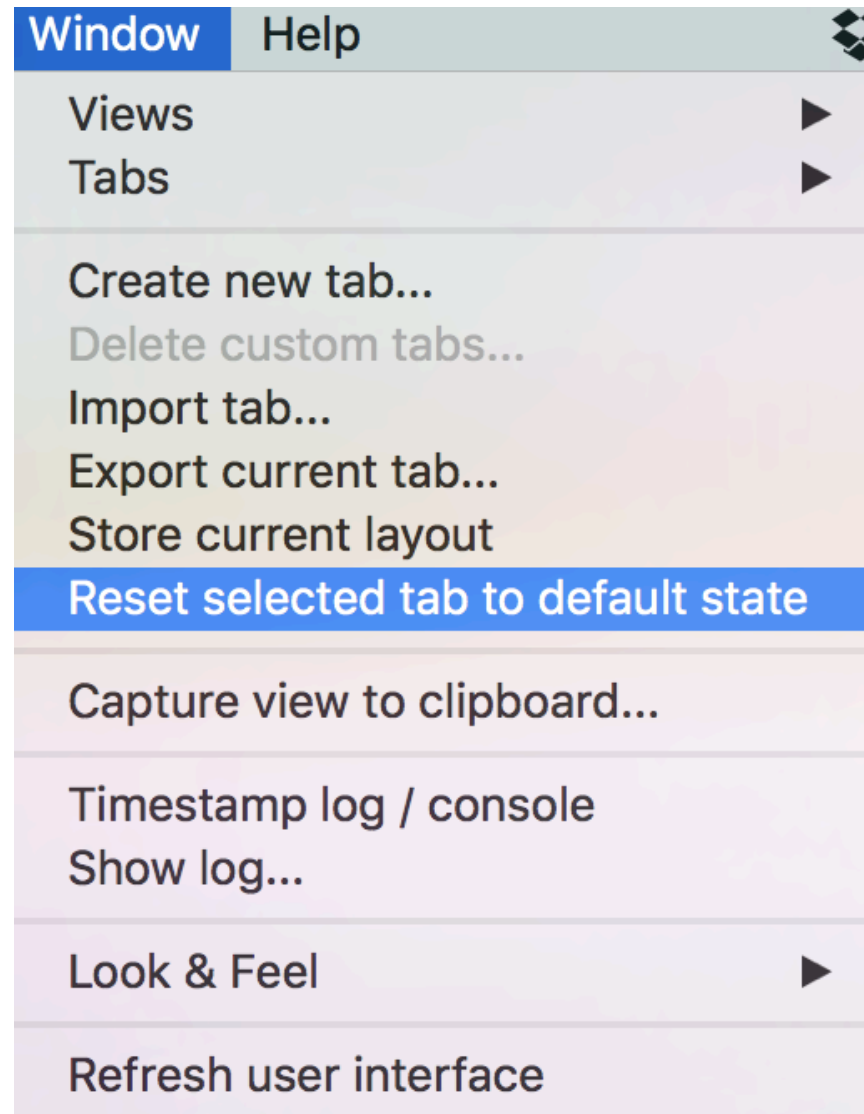 Window Help
Views
Tabs
Create new tab...
Delete custom tabs...
Import tab...
Export current tab...
Store current layout
Reset selected tab to default state
Capture view to clipboard...
Timestamp log / console
Show log...
Look & Feel
Refresh user interface